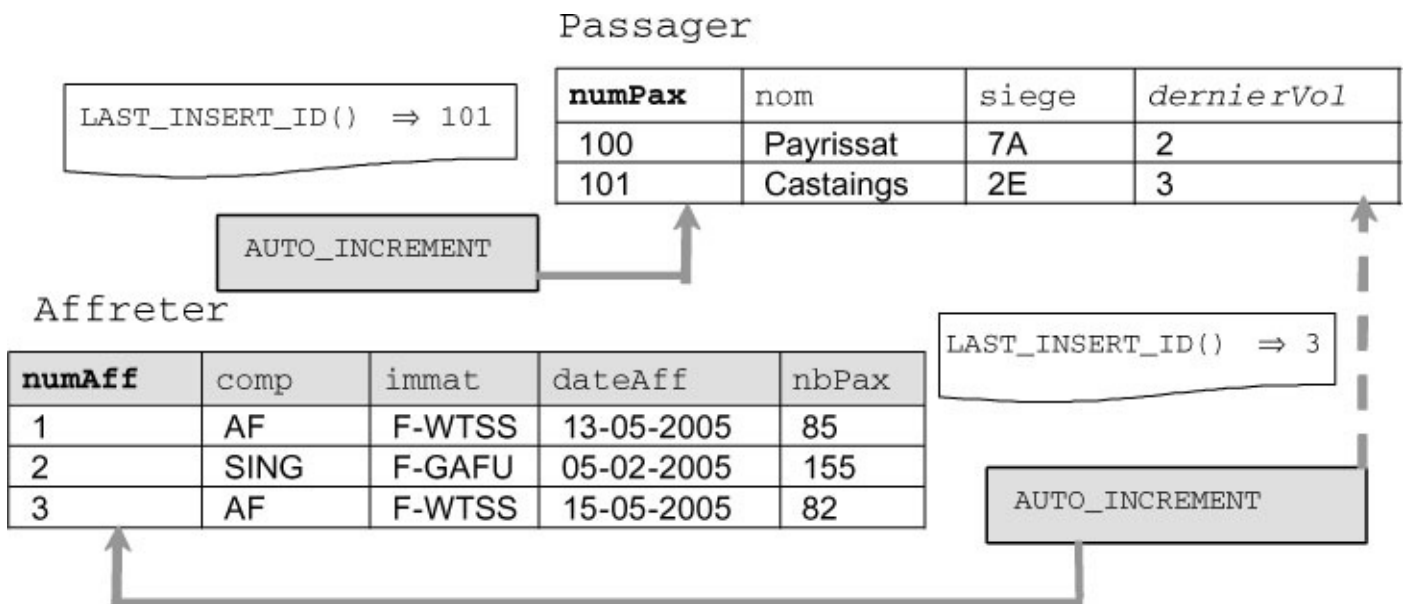 Passager
LAST_INSERT_ID() ⇒ 101
numPax nom siege dernierVol
100 Payrissat 7A 2
101 Castaings 2E 3
AUTO_INCREMENT
Affreter
LAST_INSERT_ID() ⇒ 3
numAff comp immat dateAff nbPax
1 AF F-WTSS 13-05-2005 85
2 SING F-GAFU 05-02-2005 155
3 AF F-WTSS 15-05-2005 82
AUTO_INCREMENT